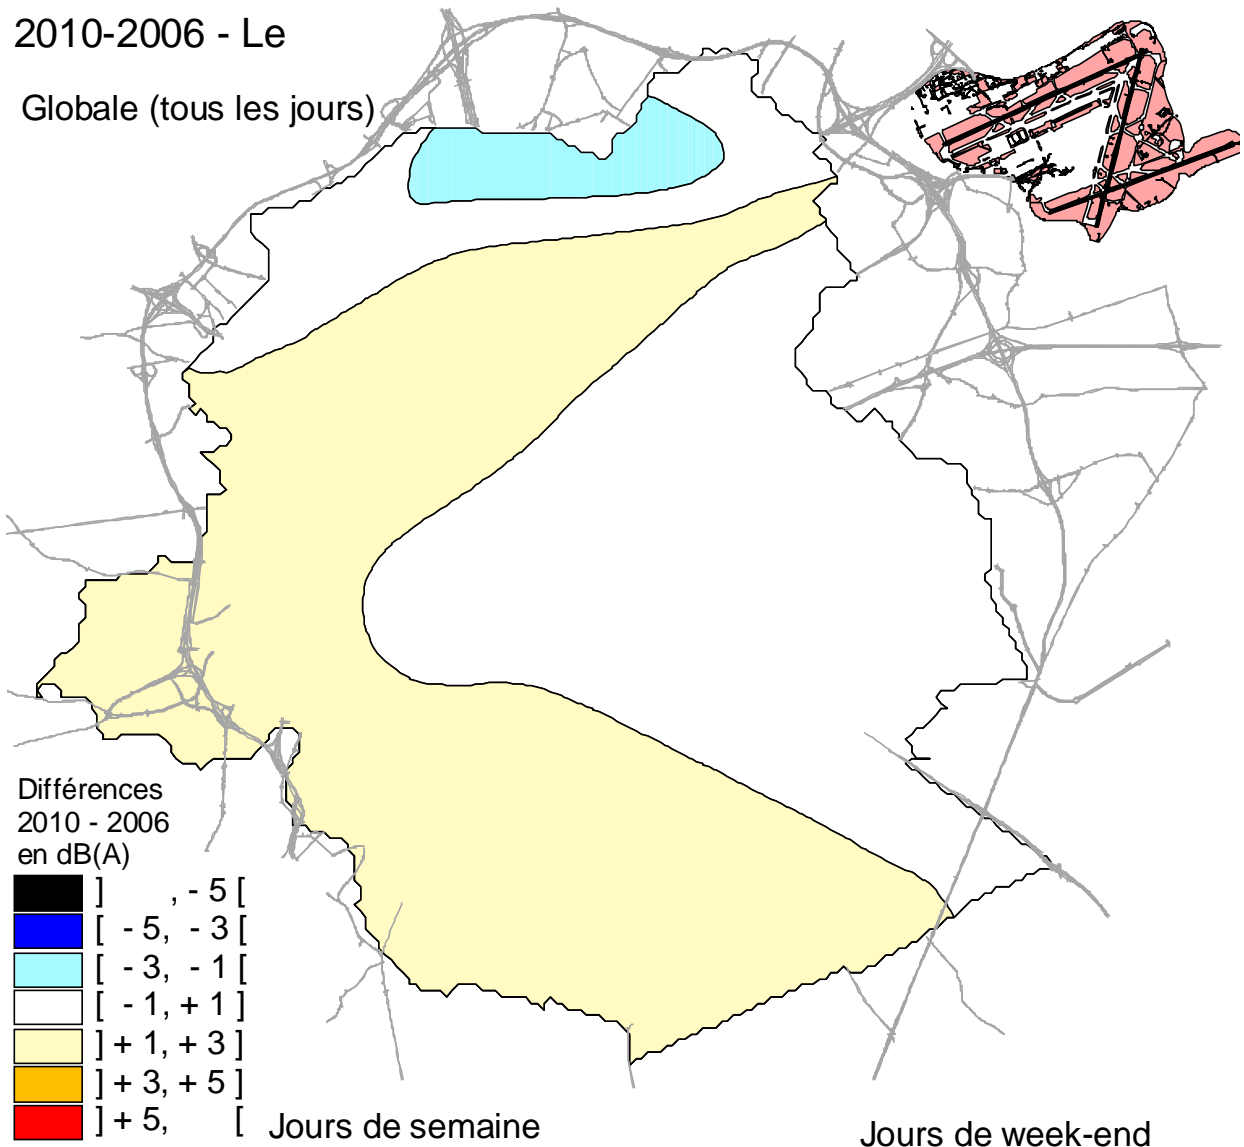 2010-2006 - Le
Globale (tous les jours)
Différences
2010 - 2006
en dB(A)
] , - 5 [
[ - 5, - 3 [
[ - 3, - 1 [
[ - 1, + 1 ]
] + 1, + 3 ]
] + 3, + 5 ]
] + 5, [
Jours de semaine
Jours de week-end